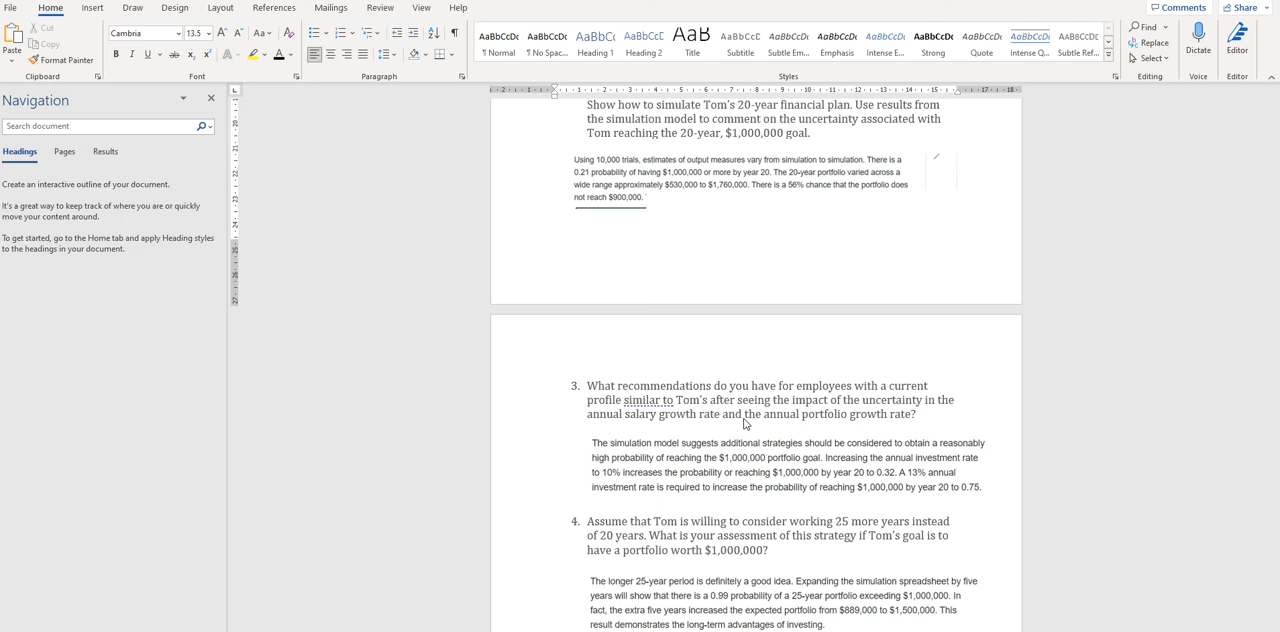 File Home Insert Draw Design Layout References Mailings Review View Help Comments Share
Paste Cut Copy Format Painter
Clipboard
Cambria 13.5 Aa
B I U ab x₂ x² A A
Font
Paragraph
AaBbCcDc AaBbCcDc AaBbCc AaBbCcC AaB AaBbCcD AaBbCcDc AaBbCcDc AaBbCcDc AaBbCcDc AaBbCcDc AaBbCcDc AABBCCDC
¶ Normal ¶ No Spac... Heading 1 Heading 2 Title Subtitle Subtle Em... Emphasis Intense E... Strong Quote Intense Q... Subtle Ref...
Styles
Find
Replace
Select
Editing
Dictate
Voice
Editor
Editor
Navigation
Search document
Headings Pages Results
Create an interactive outline of your document.
It's a great way to keep track of where you are or quickly
move your content around.
To get started, go to the Home tab and apply Heading styles
to the headings in your document.
Show how to simulate Tom's 20-year financial plan. Use results from
the simulation model to comment on the uncertainty associated with
Tom reaching the 20-year, $1,000,000 goal.
Using 10,000 trials, estimates of output measures vary from simulation to simulation. There is a
0.21 probability of having $1,000,000 or more by year 20. The 20-year portfolio varied across a
wide range approximately $530,000 to $1,760,000. There is a 56% chance that the portfolio does
not reach $900,000.
3. What recommendations do you have for employees with a current
profile similar to Tom's after seeing the impact of the uncertainty in the
annual salary growth rate and the annual portfolio growth rate?
The simulation model suggests additional strategies should be considered to obtain a reasonably
high probability of reaching the $1,000,000 portfolio goal. Increasing the annual investment rate
to 10% increases the probability or reaching $1,000,000 by year 20 to 0.32. A 13% annual
investment rate is required to increase the probability of reaching $1,000,000 by year 20 to 0.75.
4. Assume that Tom is willing to consider working 25 more years instead
of 20 years. What is your assessment of this strategy if Tom's goal is to
have a portfolio worth $1,000,000?
The longer 25-year period is definitely a good idea. Expanding the simulation spreadsheet by five
years will show that there is a 0.99 probability of a 25-year portfolio exceeding $1,000,000. In
fact, the extra five years increased the expected portfolio from $889,000 to $1,500,000. This
result demonstrates the long-term advantages of investing.